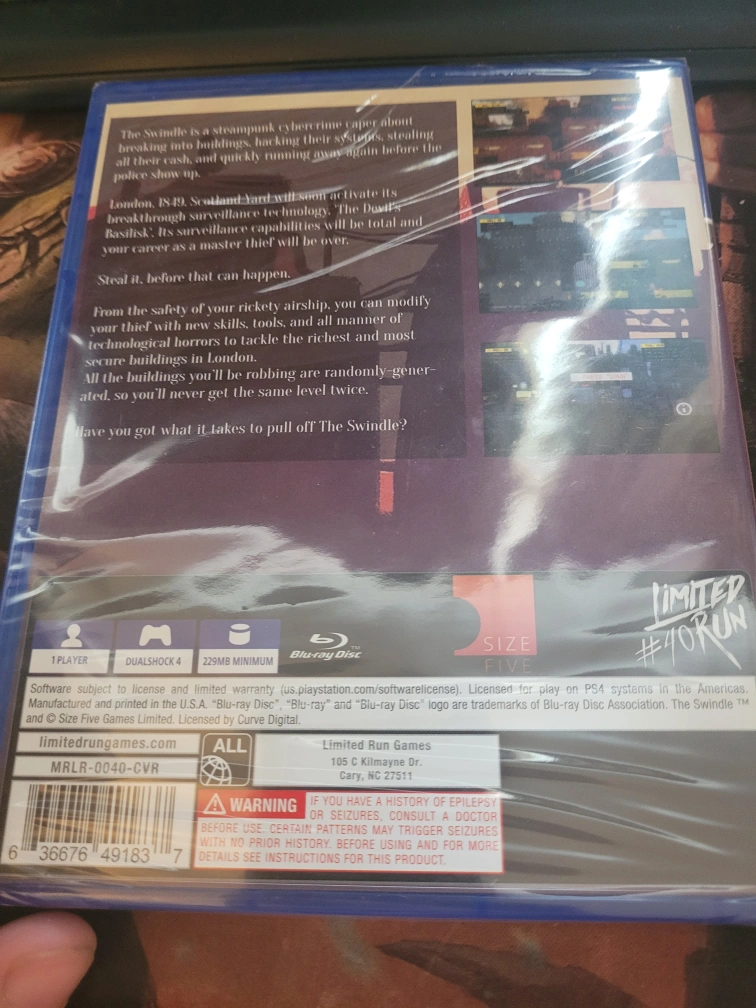 The Swindle is a steampunk cybercrime caper about
breaking into buildings, hacking their systems, stealing
all their cash, and quickly running away again before the
police show up.
London, 1849. Scotland Yard will soon activate its
breakthrough surveillance technology, 'The Devil's
Basilisk'. Its surveillance capabilities will be total and
your career as a master thief will be over.
Steal it, before that can happen.
From the safety of your rickety airship, you can modify
your thief with new skills, tools, and all manner of
technological horrors to tackle the richest and most
secure buildings in London.
All the buildings you'll be robbing are randomly-gener-
ated, so you'll never get the same level twice.
Have you got what it takes to pull off The Swindle?
1 PLAYER
DUALSHOCK 4
229MB MINIMUM
Blu-ray Disc™
SIZE
FIVE
LIMITED
RUN
#40
Software subject to license and limited warranty (us.playstation.com/softwarelicense). Licensed for play on PS4 systems in the Americas.
Manufactured and printed in the U.S.A. “Blu-ray Disc”, “Blu-ray” and “Blu-ray Disc” logo are trademarks of Blu-ray Disc Association. The Swindle ™
and © Size Five Games Limited. Licensed by Curve Digital.
limitedrungames.com
MRLR-0040-CVR
ALL
Limited Run Games
105 C Kilmayne Dr.
Cary, NC 27511
WARNING
IF YOU HAVE A HISTORY OF EPILEPSY
OR SEIZURES, CONSULT A DOCTOR
BEFORE USE. CERTAIN PATTERNS MAY TRIGGER SEIZURES
WITH NO PRIOR HISTORY. BEFORE USING AND FOR MORE
DETAILS SEE INSTRUCTIONS FOR THIS PRODUCT.
6 36676 49183 7